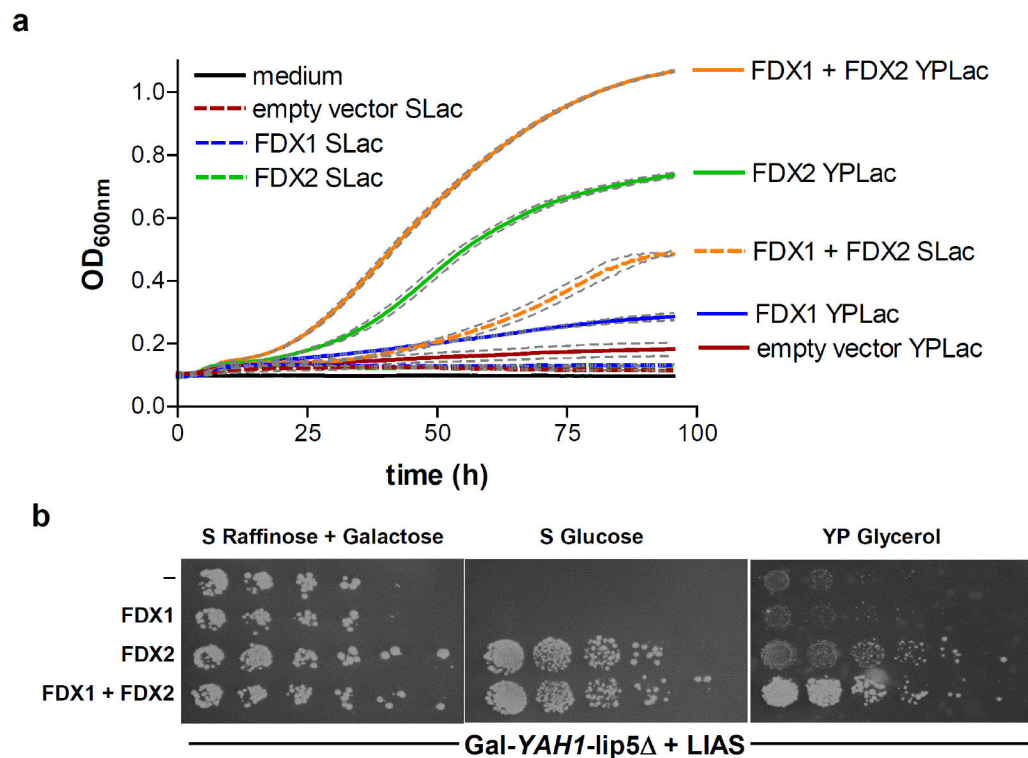 a
medium
empty vector SLac
FDX1 SLac
FDX2 SLac
FDX1 + FDX2 YPLac
FDX2 YPLac
FDX1 + FDX2 SLac
FDX1 YPLac
empty vector YPLac
OD600nm
1.0
0.8
0.6
0.4
0.2
0.0
0 25 50 75 100
time (h)
b
S Raffinose + Galactose S Glucose YP Glycerol
–
FDX1
FDX2
FDX1 + FDX2
Gal-YAH1-lip5Δ + LIAS